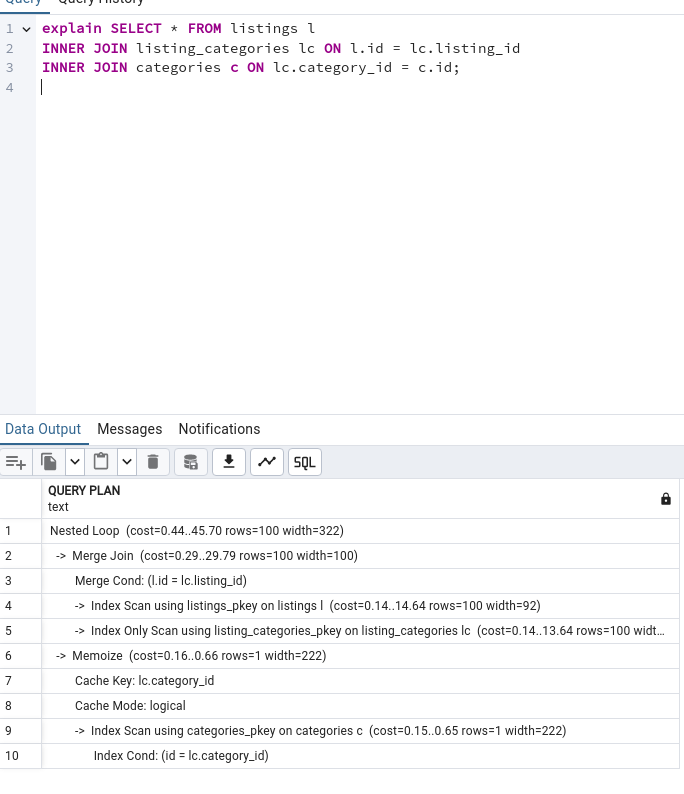 Query Query History
1 explain SELECT * FROM listings l
2 INNER JOIN listing_categories lc ON l.id = lc.listing_id
3 INNER JOIN categories c ON lc.category_id = c.id;
4
Data Output Messages Notifications
SQL
QUERY PLAN
text
1 Nested Loop (cost=0.44..45.70 rows=100 width=322)
2 -> Merge Join (cost=0.29..29.79 rows=100 width=100)
3 Merge Cond: (l.id = lc.listing_id)
4 -> Index Scan using listings_pkey on listings l (cost=0.14..14.64 rows=100 width=92)
5 -> Index Only Scan using listing_categories_pkey on listing_categories lc (cost=0.14..13.64 rows=100 widt...
6 -> Memoize (cost=0.16..0.66 rows=1 width=222)
7 Cache Key: lc.category_id
8 Cache Mode: logical
9 -> Index Scan using categories_pkey on categories c (cost=0.15..0.65 rows=1 width=222)
10 Index Cond: (id = lc.category_id)